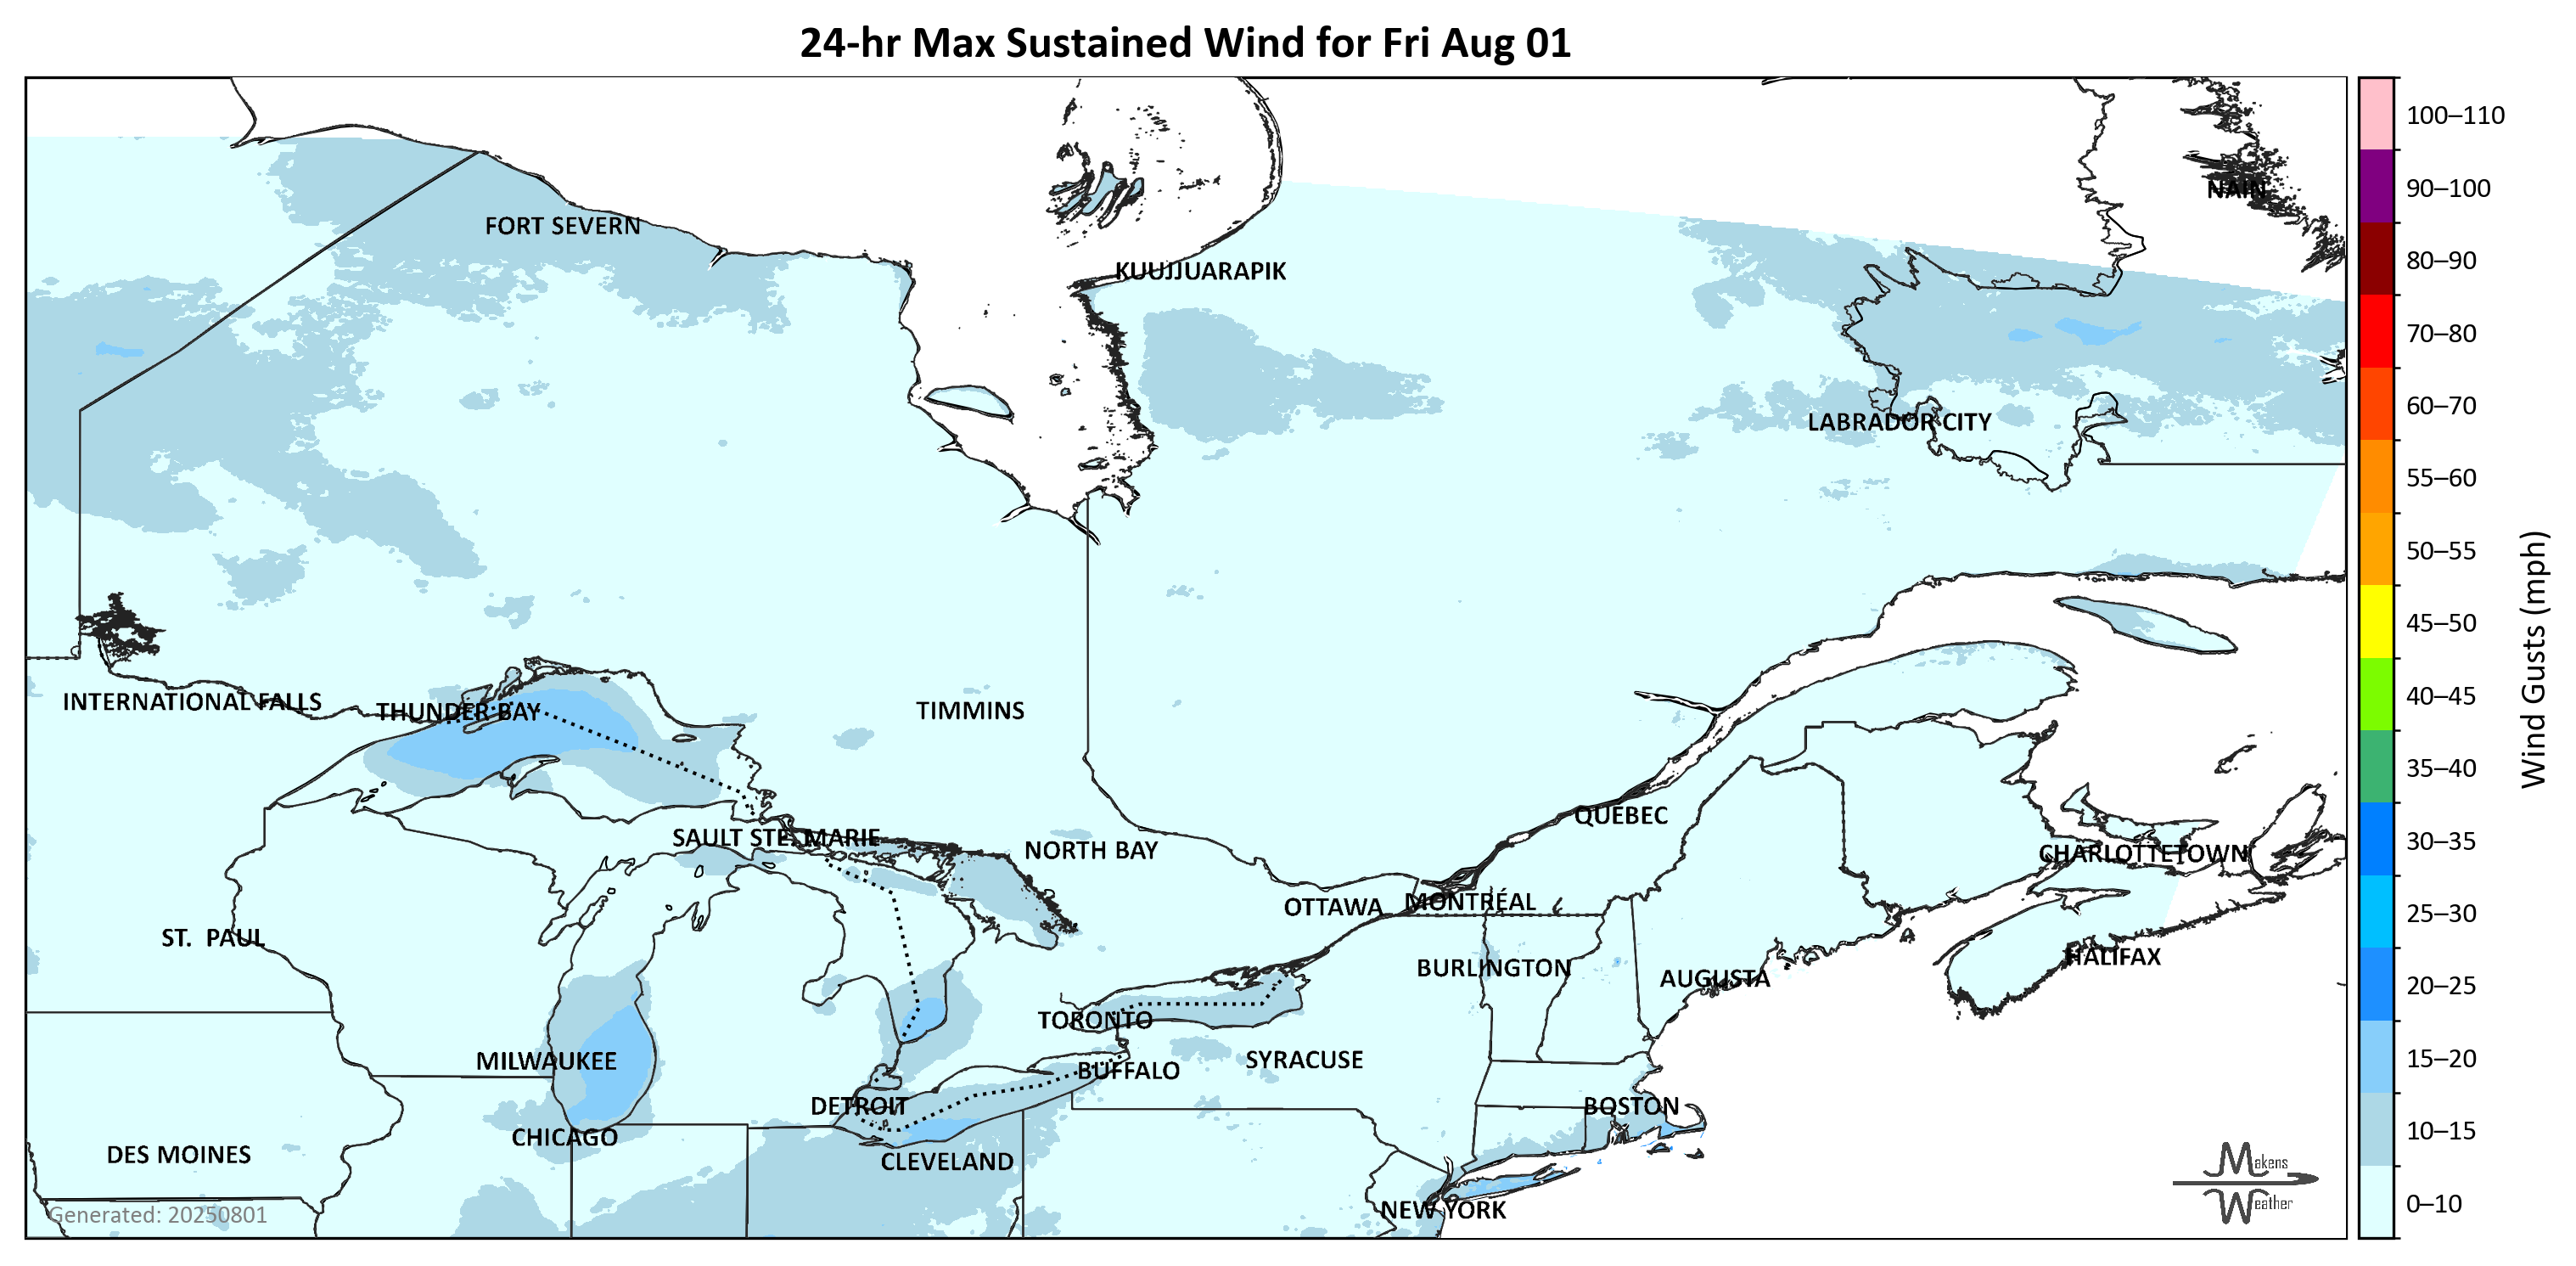 24-hr Max Sustained Wind for Fri Aug 01
100–110
90–100
80–90
70–80
60–70
55–60
50–55
45–50
40–45
35–40
30–35
25–30
20–25
15–20
10–15
0–10
Wind Gusts (mph)
NAIN
FORT SEVERN
KUUJJUARAPIK
LABRADOR CITY
INTERNATIONAL FALLS
THUNDER BAY
TIMMINS
QUÉBEC
SAULT STE. MARIE
NORTH BAY
CHARLOTTETOWN
OTTAWA
MONTRÉAL
ST. PAUL
HALIFAX
BURLINGTON
AUGUSTA
TORONTO
MILWAUKEE
SYRACUSE
BUFFALO
DETROIT
BOSTON
CHICAGO
DES MOINES
CLEVELAND
NEW YORK
Makens
Weather
Generated: 20250801